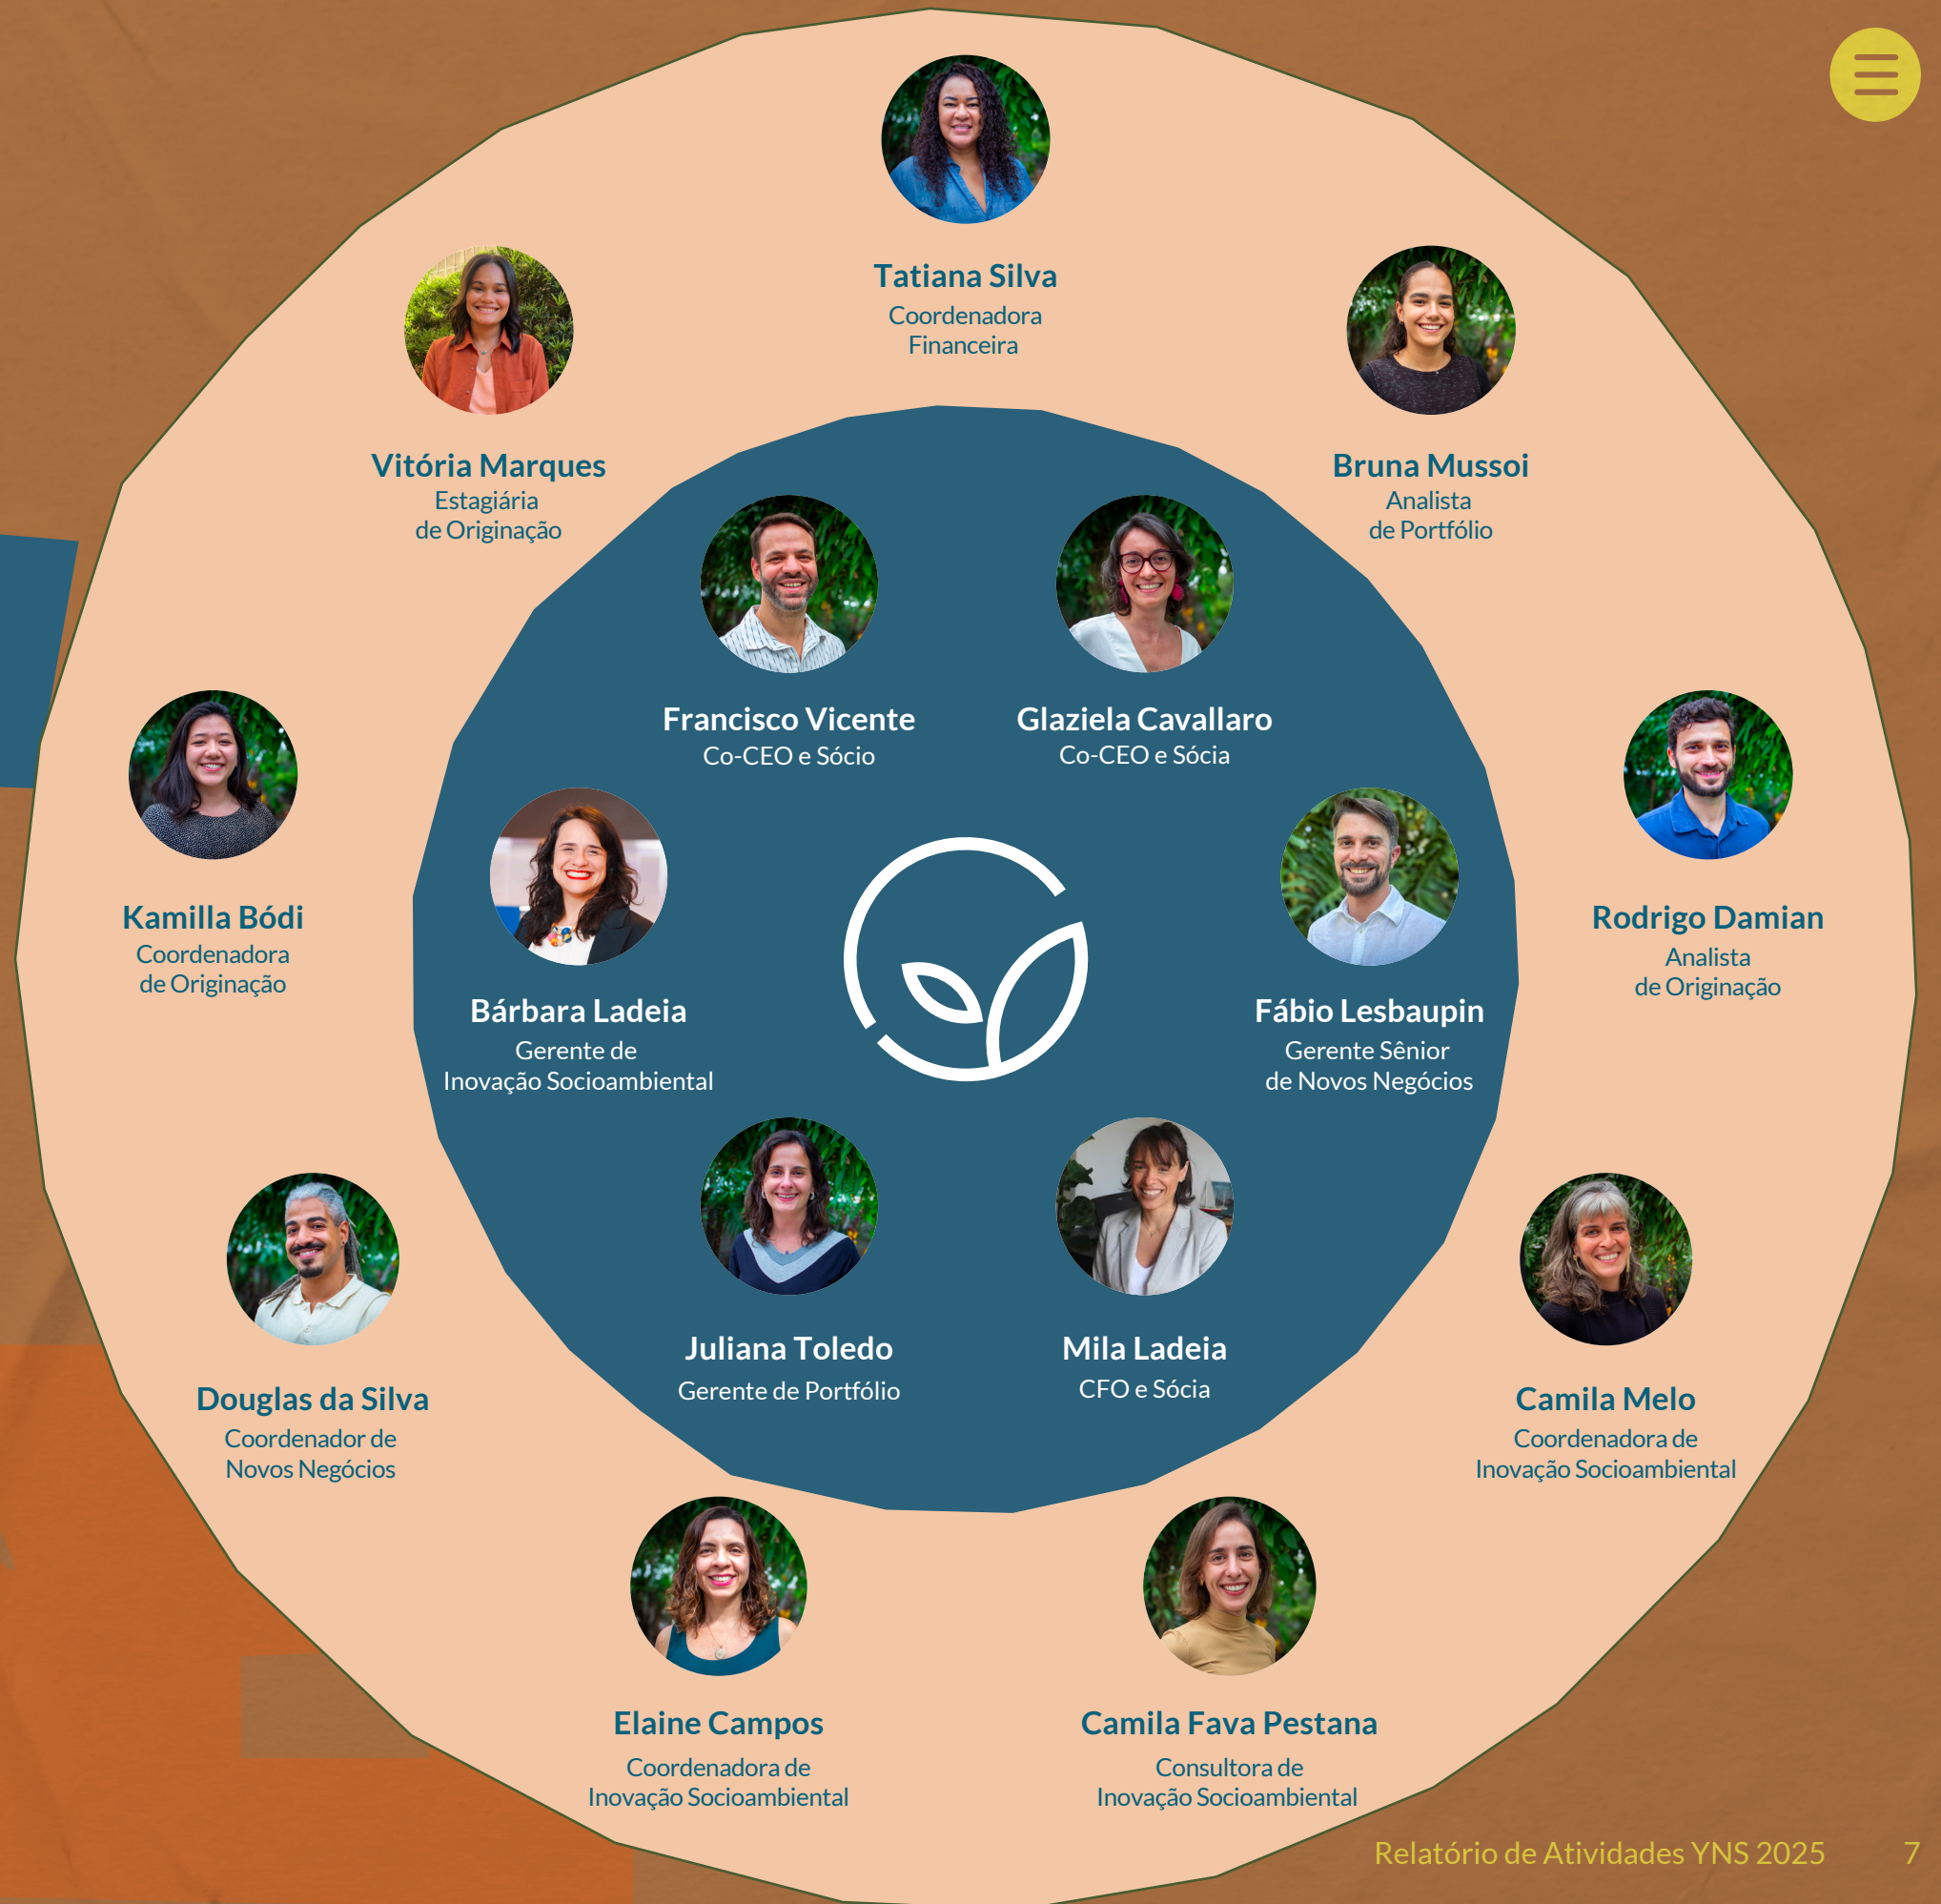 Tatiana Silva
Coordenadora
Financeira
Vitória Marques
Estagiária
de Originação
Bruna Mussoi
Analista
de Portfólio
Francisco Vicente
Co-CEO e Sócio
Glaziela Cavallaro
Co-CEO e Sócia
Kamilla Bódi
Coordenadora
de Originação
Rodrigo Damian
Analista
de Originação
Bárbara Ladeia
Gerente de
Inovação Socioambiental
Fábio Lesbaupin
Gerente Sênior
de Novos Negócios
Juliana Toledo
Gerente de Portfólio
Mila Ladeia
CFO e Sócia
Douglas da Silva
Coordenador de
Novos Negócios
Camila Melo
Coordenadora de
Inovação Socioambiental
Elaine Campos
Coordenadora de
Inovação Socioambiental
Camila Fava Pestana
Consultora de
Inovação Socioambiental
Relatório de Atividades YNS 2025 7